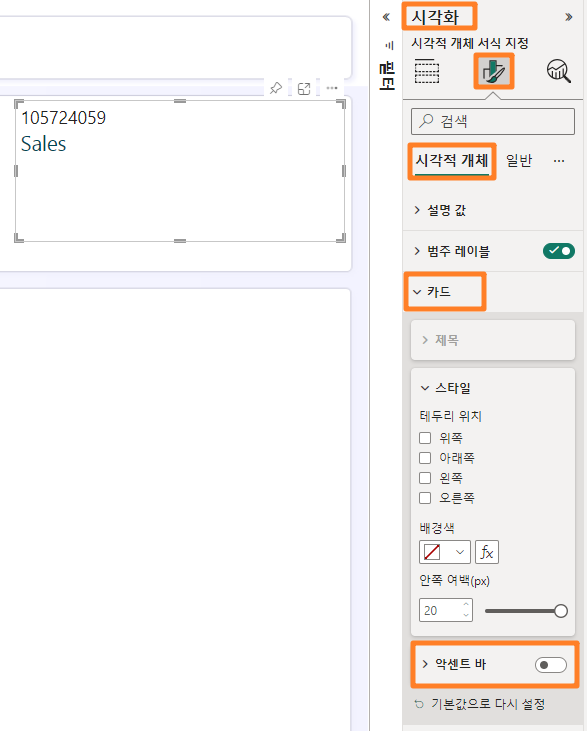 시각화
시각적 개체 서식 지정
필터
105724059
Sales
검색
시각적 개체 일반
설명 값
범주 레이블
카드
제목
스타일
테두리 위치
위쪽
아래쪽
왼쪽
오른쪽
배경색
fx
안쪽 여백(px)
20
악센트 바
기본값으로 다시 설정